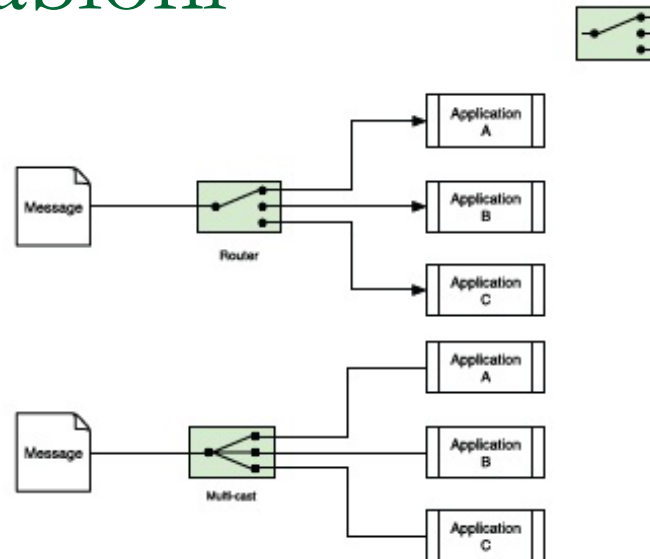 Application
A
Message
Application
B
Router
Application
C
Application
A
Message
Application
B
Multi-cast
Application
C